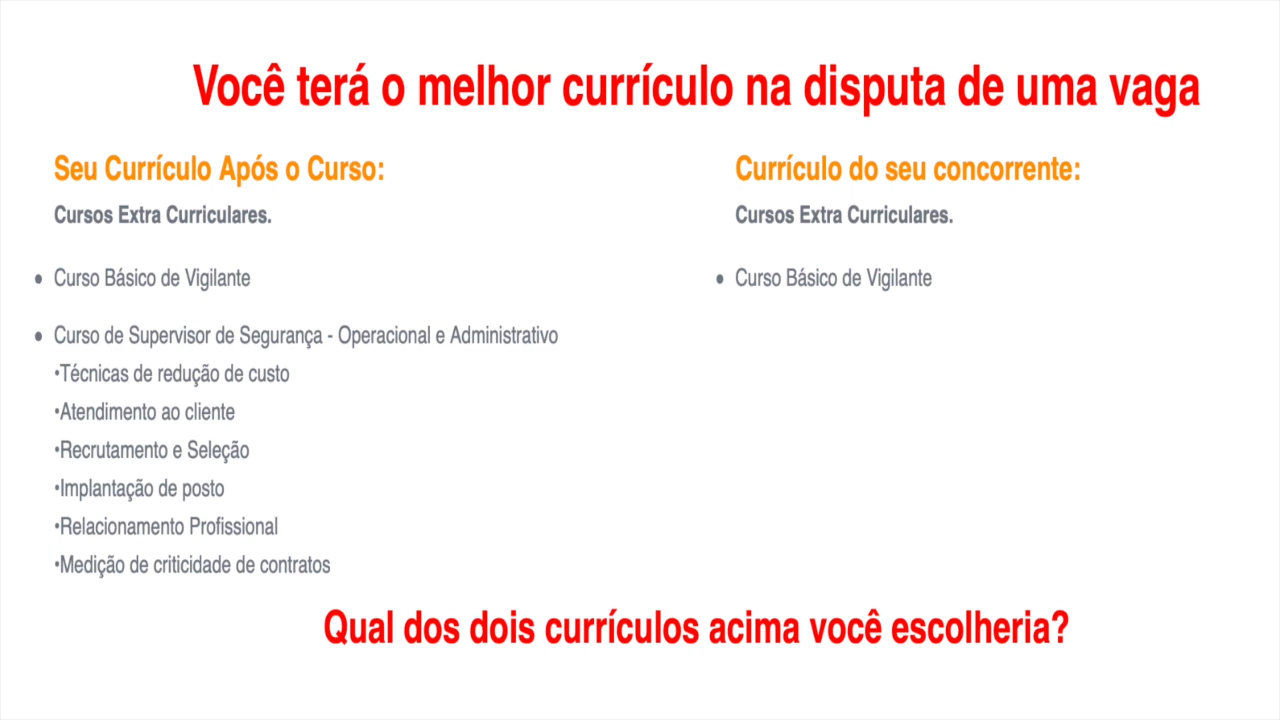 Você terá o melhor currículo na disputa de uma vaga
Seu Currículo Após o Curso:
Cursos Extra Curriculares.
• Curso Básico de Vigilante
• Curso de Supervisor de Segurança - Operacional e Administrativo
•Técnicas de redução de custo
•Atendimento ao cliente
•Recrutamento e Seleção
•Implantação de posto
•Relacionamento Profissional
•Medição de criticidade de contratos
Currículo do seu concorrente:
Cursos Extra Curriculares.
• Curso Básico de Vigilante
Qual dos dois currículos acima você escolheria?